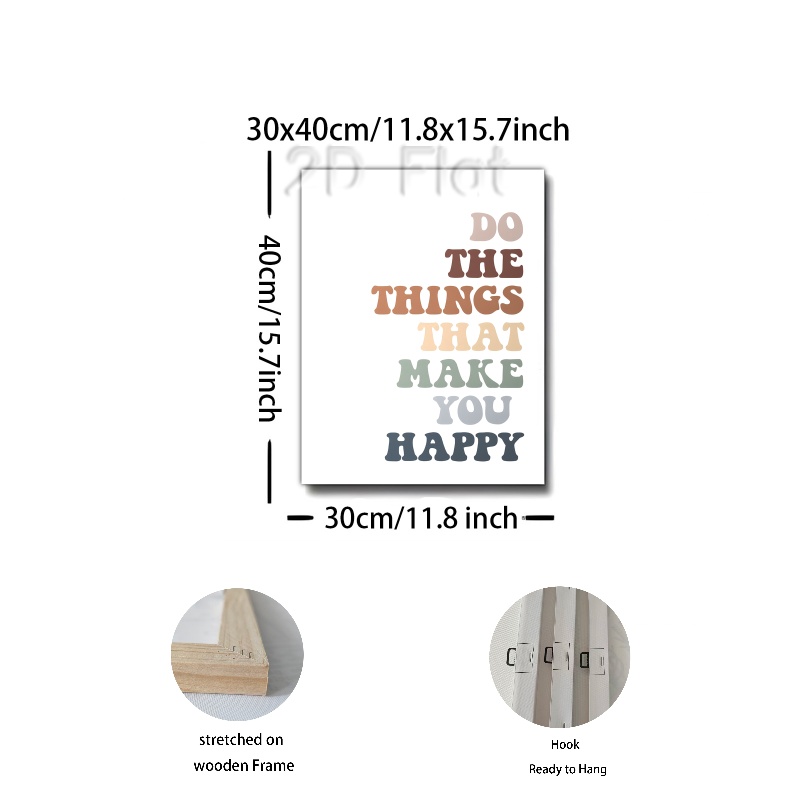 30x40cm/11.8x15.7inch
2D Flat
40cm/15.7inch
DO
THE
THINGS
THAT
MAKE
YOU
HAPPY
30cm/11.8 inch
stretched on
wooden Frame
Hook
Ready to Hang